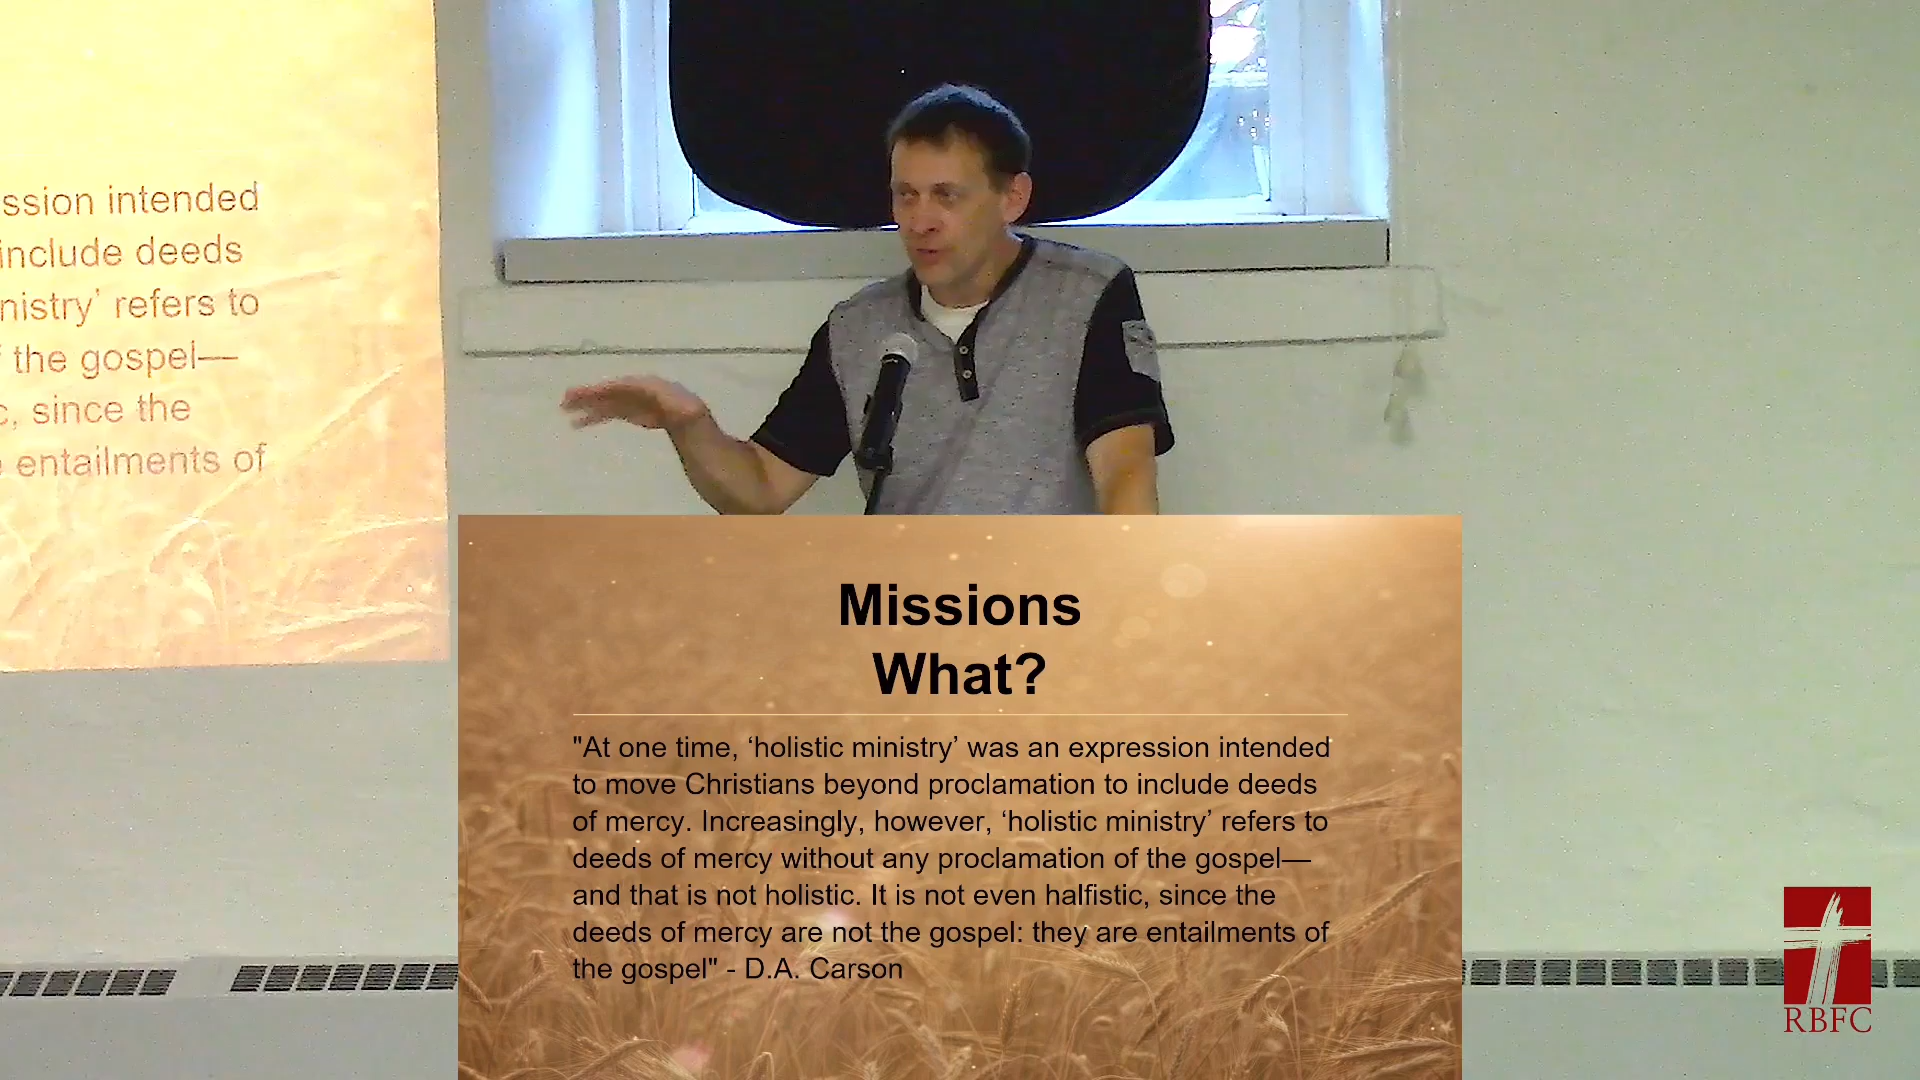 ssion intended
include deeds
nistry’ refers to
the gospel—
c, since the
entailments of
Missions
What?
"At one time, ‘holistic ministry’ was an expression intended
to move Christians beyond proclamation to include deeds
of mercy. Increasingly, however, ‘holistic ministry’ refers to
deeds of mercy without any proclamation of the gospel—
and that is not holistic. It is not even halfistic, since the
deeds of mercy are not the gospel: they are entailments of
the gospel" - D.A. Carson
RBFC